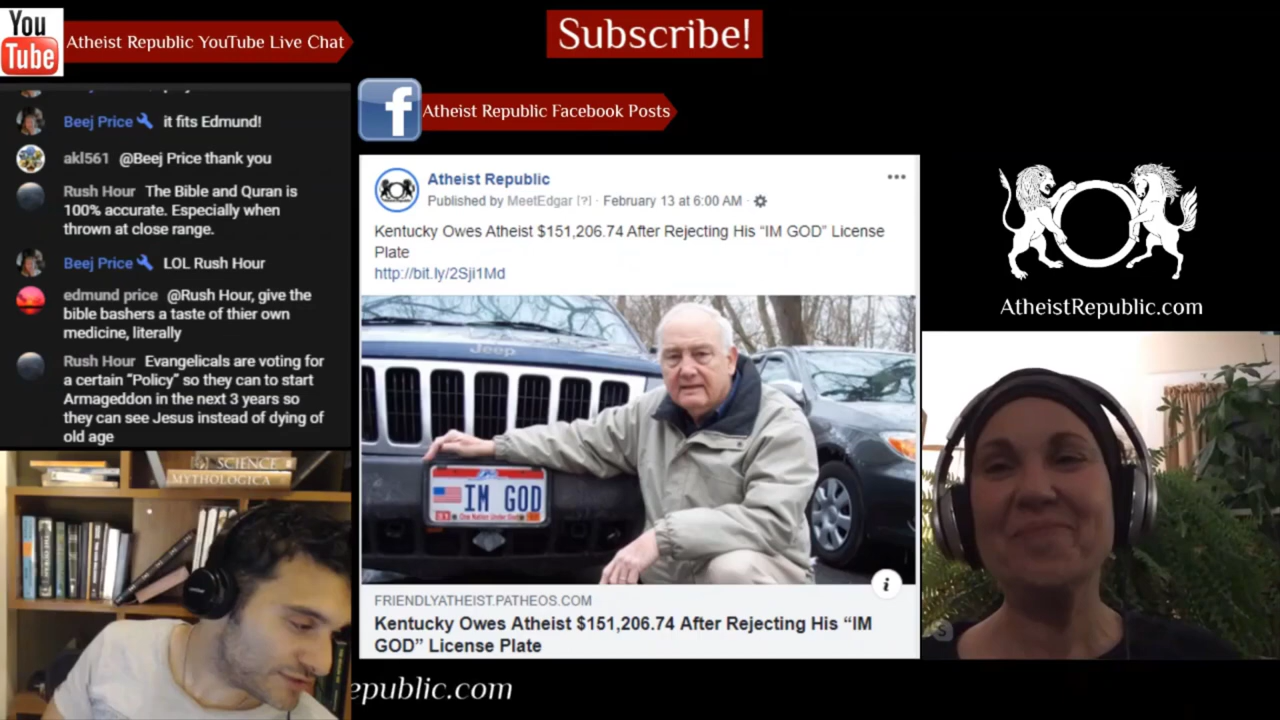 You
Tube
Atheist Republic YouTube Live Chat
Subscribe!
Beej Price it fits Edmund!
akl561 @Beej Price thank you
Rush Hour The Bible and Quran is
100% accurate. Especially when
thrown at close range.
Beej Price LOL Rush Hour
edmund price @Rush Hour, give the
bible bashers a taste of thier own
medicine, literally
Rush Hour Evangelicals are voting for
a certain “Policy” so they can to start
Armageddon in the next 3 years so
they can see Jesus instead of dying of
old age
f
Atheist Republic Facebook Posts
Atheist Republic
Published by MeetEdgar [?] · February 13 at 6:00 AM ·
Kentucky Owes Atheist $151,206.74 After Rejecting His “IM GOD” License
Plate
http://bit.ly/2Sji1Md
Jeep
IM GOD
One Nation Under God
i
FRIENDLYATHEIST.PATHEOS.COM
Kentucky Owes Atheist $151,206.74 After Rejecting His “IM
GOD” License Plate
AtheistRepublic.com
SCIENCE
MYTHOLOGICA
S
epublic.com